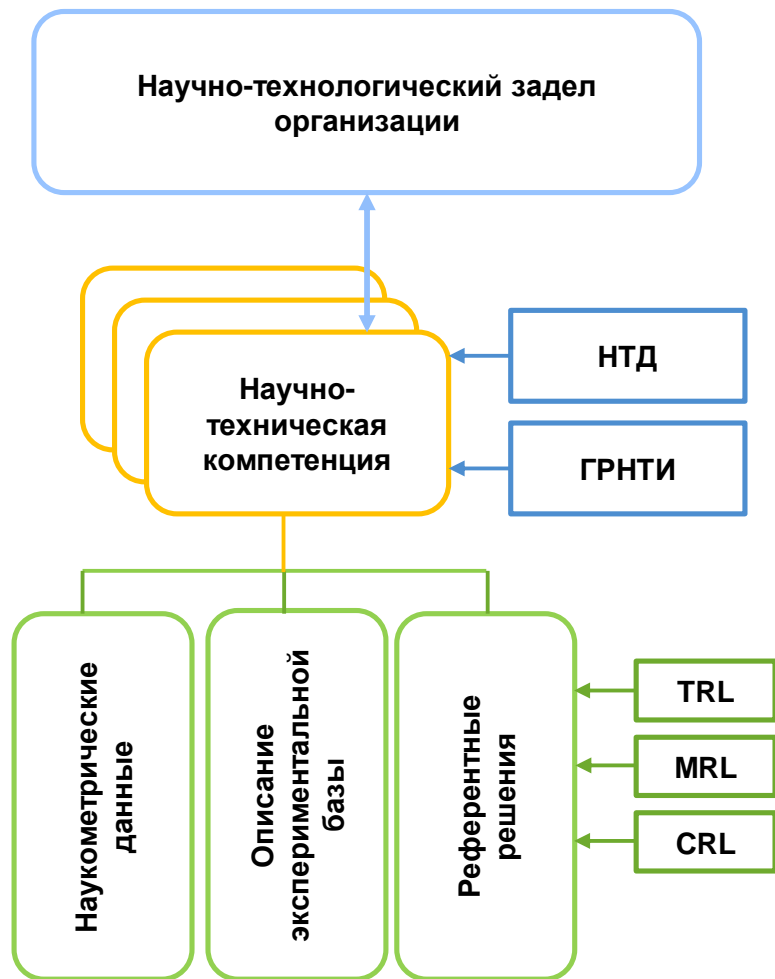 Научно-технологический задел
организации
Научно-
техническая
компетенция
НТД
ГРНТИ
Наукометрические
данные
Описание
экспериментальной
базы
Референтные
решения
TRL
MRL
CRL